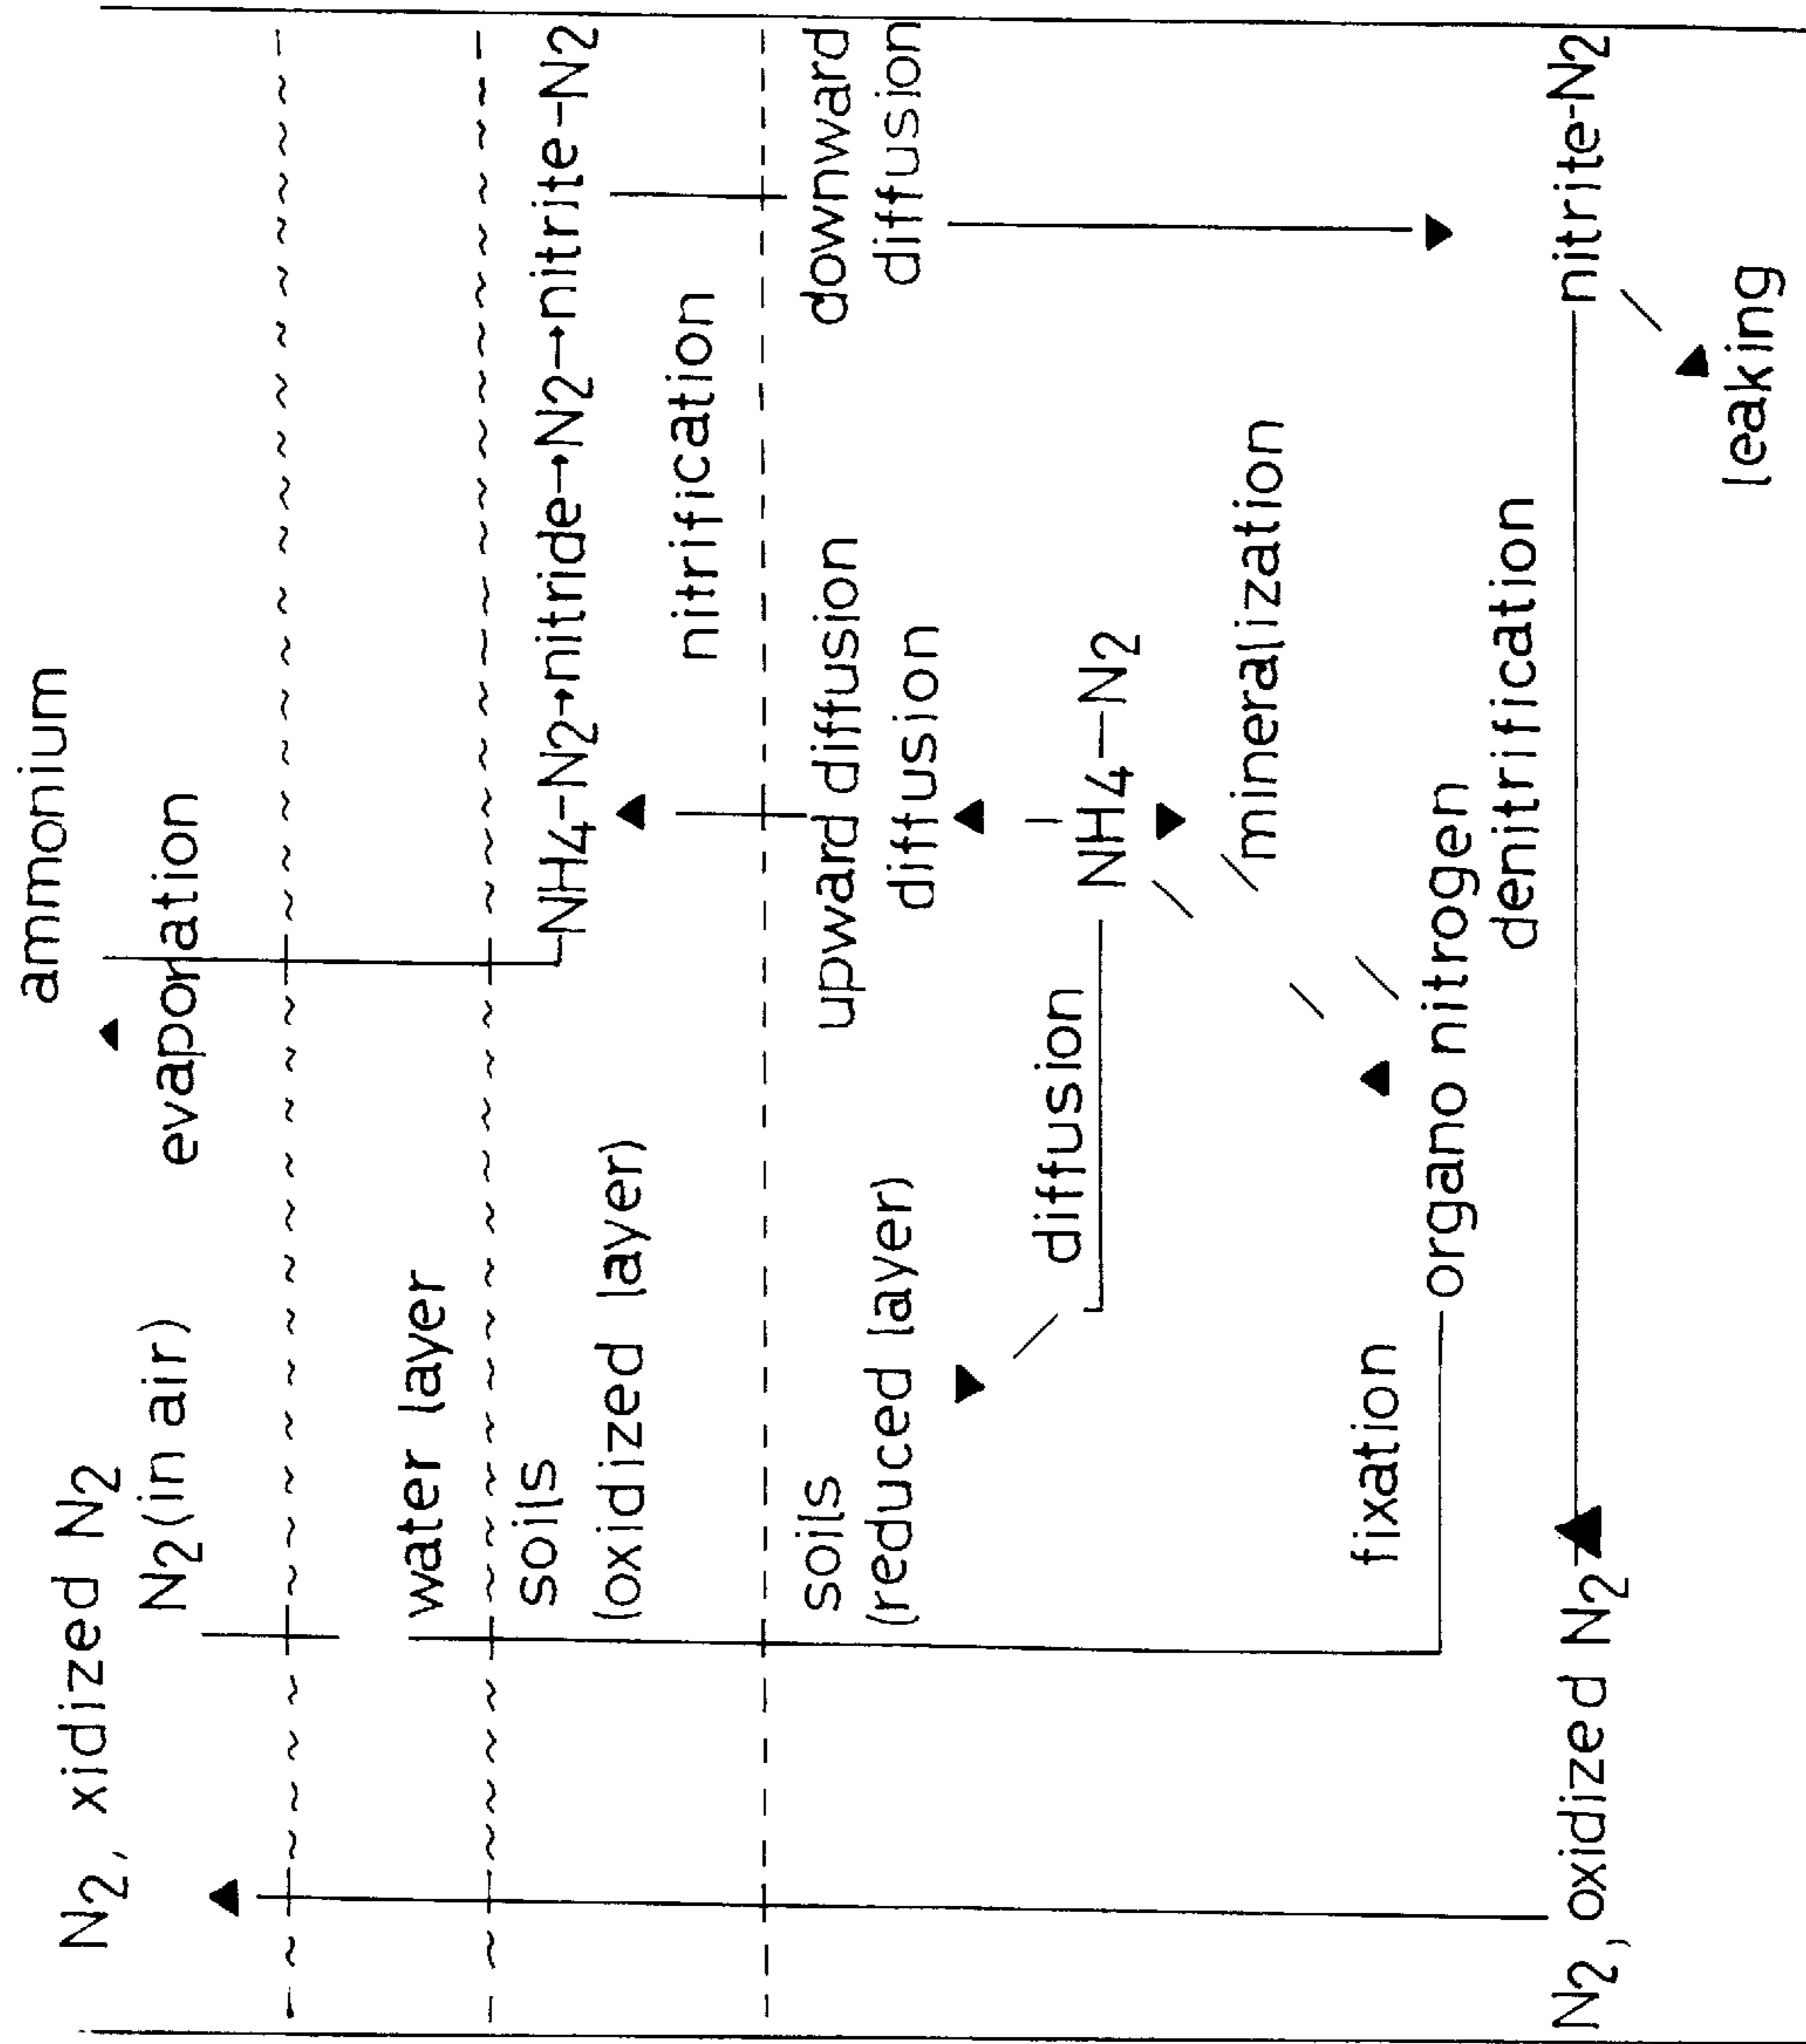 ammonium
N2, xidized N2
evaporation
N2(in air)
water layer
NH4-N2→nitride→N2→nitrite-N2
soils
(oxidized layer)
nitrification
soils
(reduced layer)
upward diffusion
diffusion
downward
diffusion
diffusion
NH4-N2
mineralization
fixation
organo nitrogen
denitrification
N2, oxidized N2
nitrite-N2
leaking